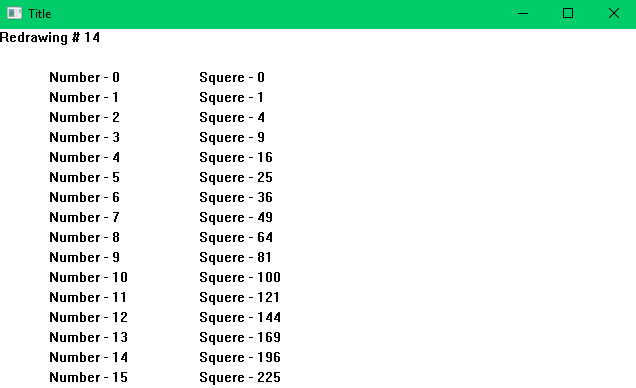 Title
Redrawing # 14
Number - 0 Squere - 0
Number - 1 Squere - 1
Number - 2 Squere - 4
Number - 3 Squere - 9
Number - 4 Squere - 16
Number - 5 Squere - 25
Number - 6 Squere - 36
Number - 7 Squere - 49
Number - 8 Squere - 64
Number - 9 Squere - 81
Number - 10 Squere - 100
Number - 11 Squere - 121
Number - 12 Squere - 144
Number - 13 Squere - 169
Number - 14 Squere - 196
Number - 15 Squere - 225